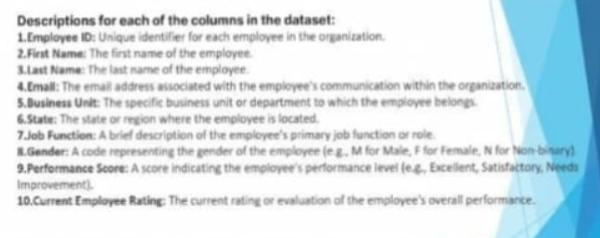 Descriptions for each of the columns in the dataset:
1.Employee ID: Unique identifier for each employee in the organization.
2.First Name: The first name of the employee.
3.Last Name: The last name of the employee.
4.Email: The email address associated with the employee's communication within the organization.
5.Business Unit: The specific business unit or department to which the employee belongs.
6.State: The state or region where the employee is located.
7.Job Function: A brief description of the employee's primary job function or role.
8.Gender: A code representing the gender of the employee (e.g., M for Male, F for Female, N for Non-binary).
9.Performance Score: A score indicating the employee's performance level (e.g., Excellent, Satisfactory, Needs
Improvement).
10.Current Employee Rating: The current rating or evaluation of the employee's overall performance.